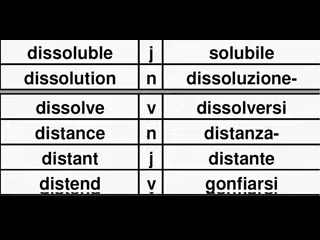 dissoluble j solubile
dissolution n dissoluzione-
dissolve v dissolversi
distance n distanza-
distant j distante
distend v gonfiarsi